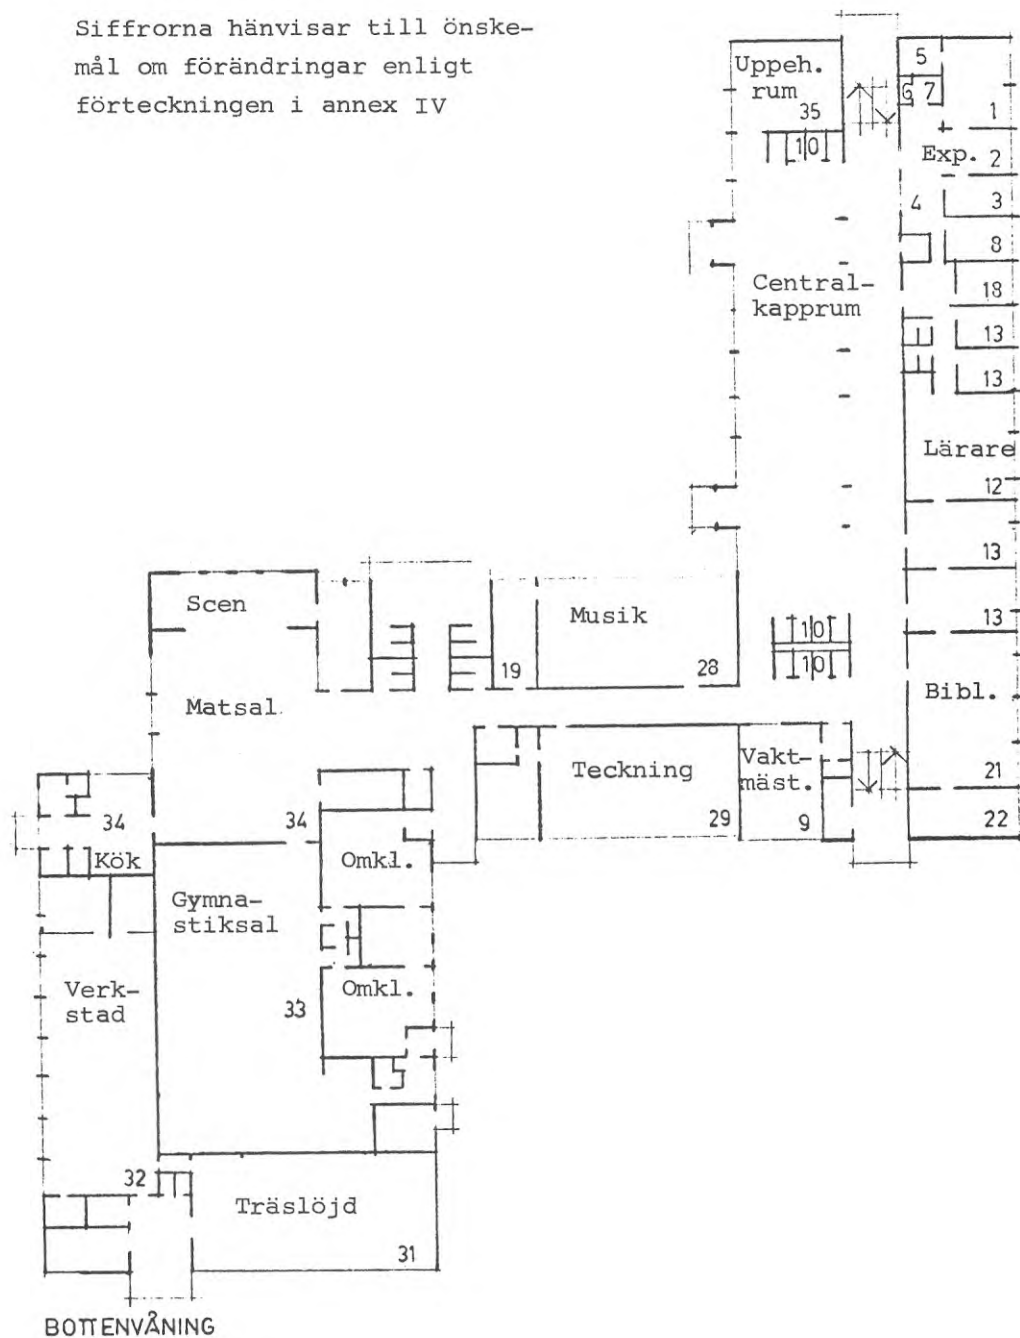 Siffrorna hänvisar till önske-
mål om förändringar enligt
förteckningen i annex IV
Uppeh.
rum
35
10
5
6 7
1
Exp. 2
3
4
8
18
13
13
Central-
kapprum
Lärare
12
13
13
Bibl.
21
22
10
10
Scen
Musik
19
28
Matsal
Teckning
29
Vakt-
mäst.
9
34
Kök
34
Omkl.
Gymna-
stiksal
Omkl.
33
Verk-
stad
32
Träslöjd
31
BOTTENVÅNING